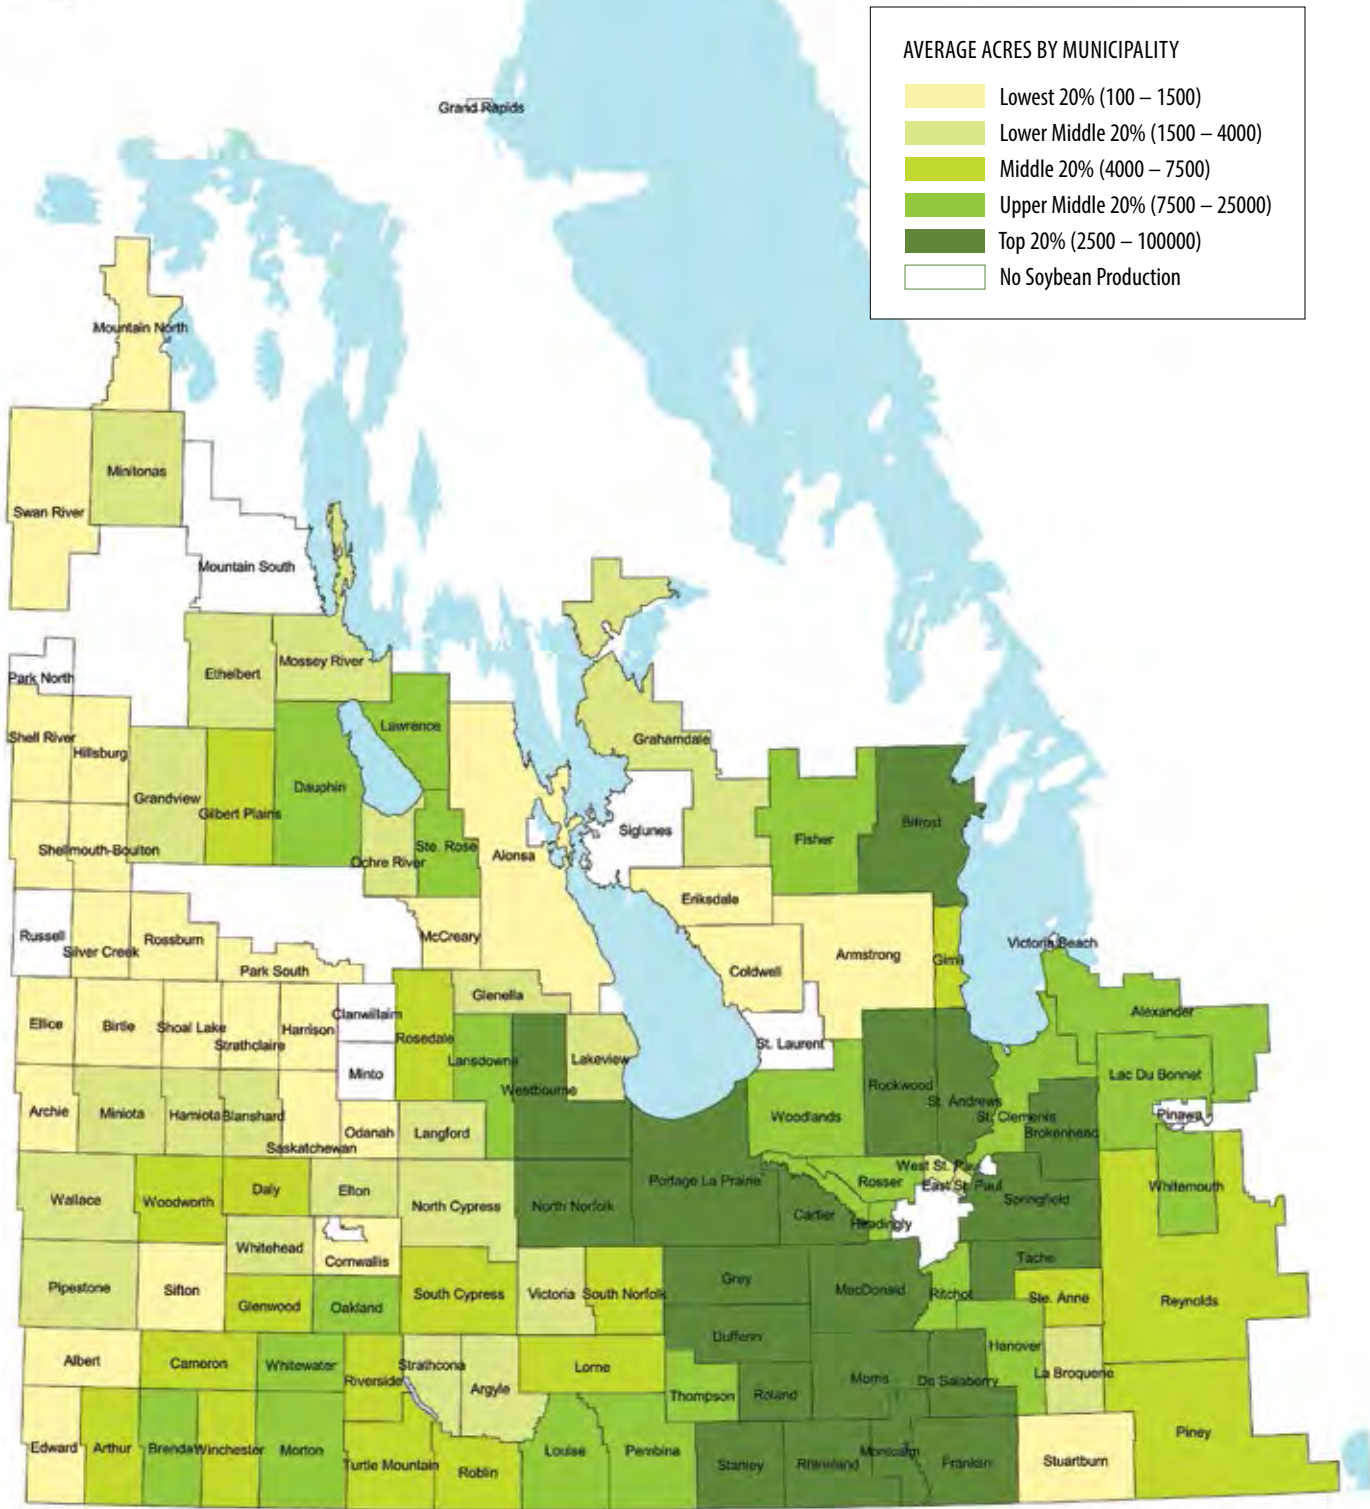 AVERAGE ACRES BY MUNICIPALITY
Lowest 20% (100 – 1500)
Lower Middle 20% (1500 – 4000)
Middle 20% (4000 – 7500)
Upper Middle 20% (7500 – 25000)
Top 20% (2500 – 100000)
No Soybean Production
Grand Rapids
Mountain North
Minitonas
Swan River
Mountain South
Park North
Ethelbert
Mossey River
Shell River
Hillsburg
Lawrence
Grahamdale
Grandview
Gilbert Plains
Dauphin
Siglunes
Fisher
Bifrost
Shellmouth-Boulton
Ochre River
Ste. Rose
Alonsa
Eriksdale
Russell
Silver Creek
Rossburn
McCreary
Victoria Beach
Park South
Coldwell
Armstrong
Gimli
Glenella
Ellice
Birtle
Shoal Lake
Strathclaire
Harrison
Clanwilliam
Rosedale
Lansdowne
Westbourne
Lakeview
St. Laurent
Alexander
Minto
Rockwood
Lac Du Bonnet
Archie
Miniota
Hamiota
Blanshard
Saskatchewan
Odanah
Langford
Woodlands
St. Andrews
St. Clements
Brokenhead
Pinawa
Wallace
Woodworth
Daly
Elton
North Cypress
North Norfolk
Portage La Prairie
Rosser
West St. Paul
East St. Paul
Springfield
Whitemouth
Cartier
Headingly
Whitehead
Cornwallis
Tache
Pipestone
Sifton
Glenwood
Oakland
South Cypress
Victoria
South Norfolk
Grey
MacDonald
Ritchot
Ste. Anne
Reynolds
Dufferin
Hanover
Albert
Cameron
Whitewater
Riverside
Strathcona
Argyle
Lorne
Thompson
Roland
Morris
De Salaberry
La Broquerie
Edward
Arthur
Brenda
Winchester
Morton
Turtle Mountain
Roblin
Louise
Pembina
Stanley
Rhineland
Montcalm
Franklin
Stuartburn
Piney